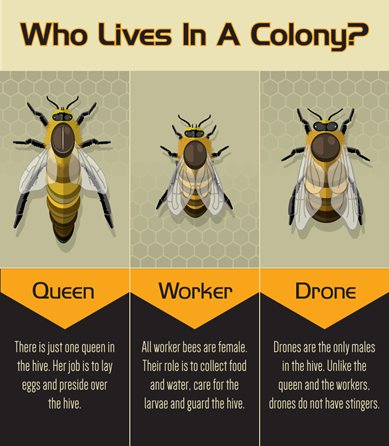 Who Lives In A Colony?
Queen
There is just one queen in
the hive. Her job is to lay
eggs and preside over
the hive.
Worker
All worker bees are female.
Their role is to collect food
and water, care for the
larvae and guard the hive.
Drone
Drones are the only males
in the hive. Unlike the
queen and the workers,
drones do not have stingers.